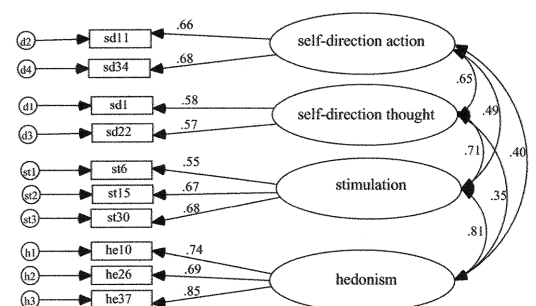 .66
d2 sd11 self-direction action
d4 sd34 .68
.65
d1 sd1 .58 self-direction thought .49
d3 sd22 .57
.71 .40
st1 st6 .55
st2 st15 .67 stimulation .35
st3 st30 .68
.81
h1 he10 .74
h2 he26 .69 hedonism
h3 he37 .85